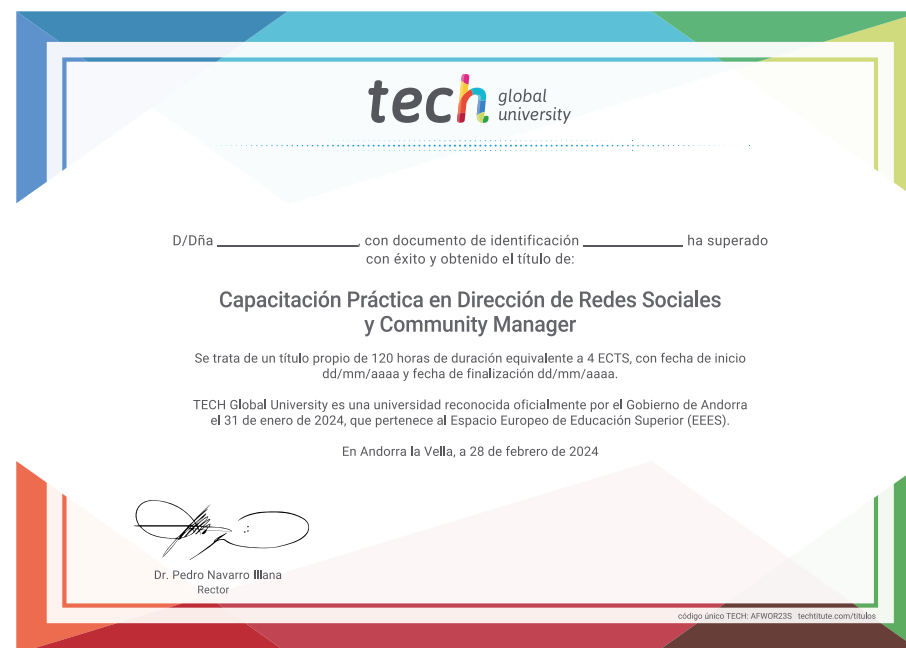 tech global
university
D/Dña ____________________, con documento de identificación ______________ ha superado
con éxito y obtenido el título de:
Capacitación Práctica en Dirección de Redes Sociales
y Community Manager
Se trata de un título propio de 120 horas de duración equivalente a 4 ECTS, con fecha de inicio
dd/mm/aaaa y fecha de finalización dd/mm/aaaa.
TECH Global University es una universidad reconocida oficialmente por el Gobierno de Andorra
el 31 de enero de 2024, que pertenece al Espacio Europeo de Educación Superior (EEES).
En Andorra la Vella, a 28 de febrero de 2024
Dr. Pedro Navarro Illana
Rector
código único TECH: AFWOR23S techtitute.com/titulos